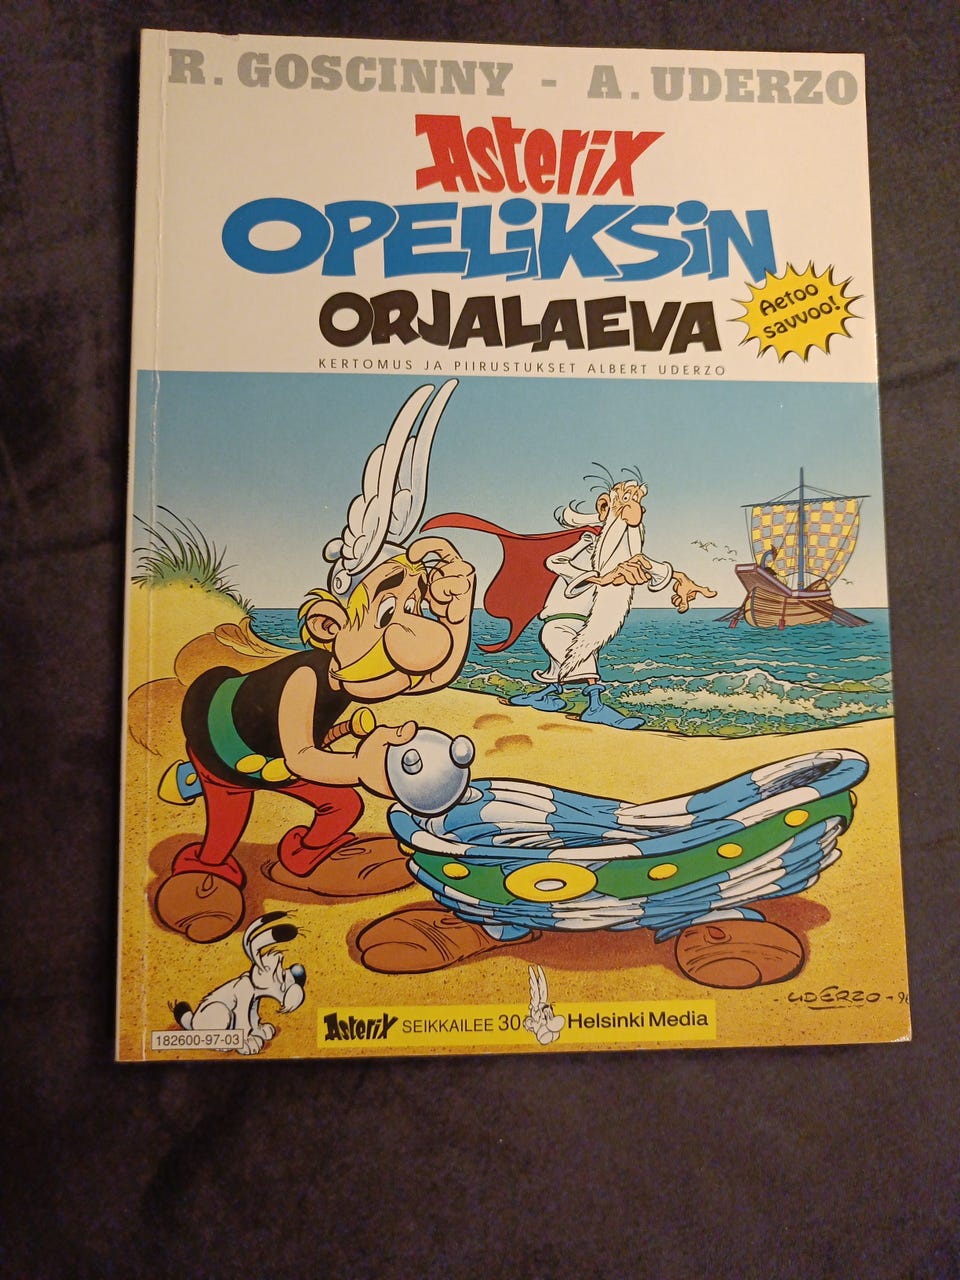 R. GOSCINNY - A. UDERZO
Asterix
OPELiKSiN
ORJALAEVA
Aetoo
savvoo!
KERTOMUS JA PIIRUSTUKSET ALBERT UDERZO
UDERZO - 96
Asterix SEIKKAILEE 30 Helsinki Media
182600-97-03